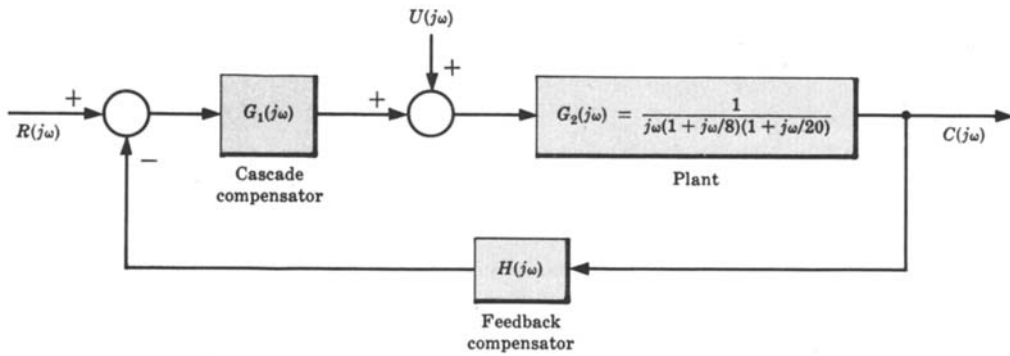 U(jω)
+
+
R(jω)
−
G₁(jω)
Cascade
compensator
+
G₂(jω) = 1 / jω(1 + jω/8)(1 + jω/20)
Plant
C(jω)
H(jω)
Feedback
compensator